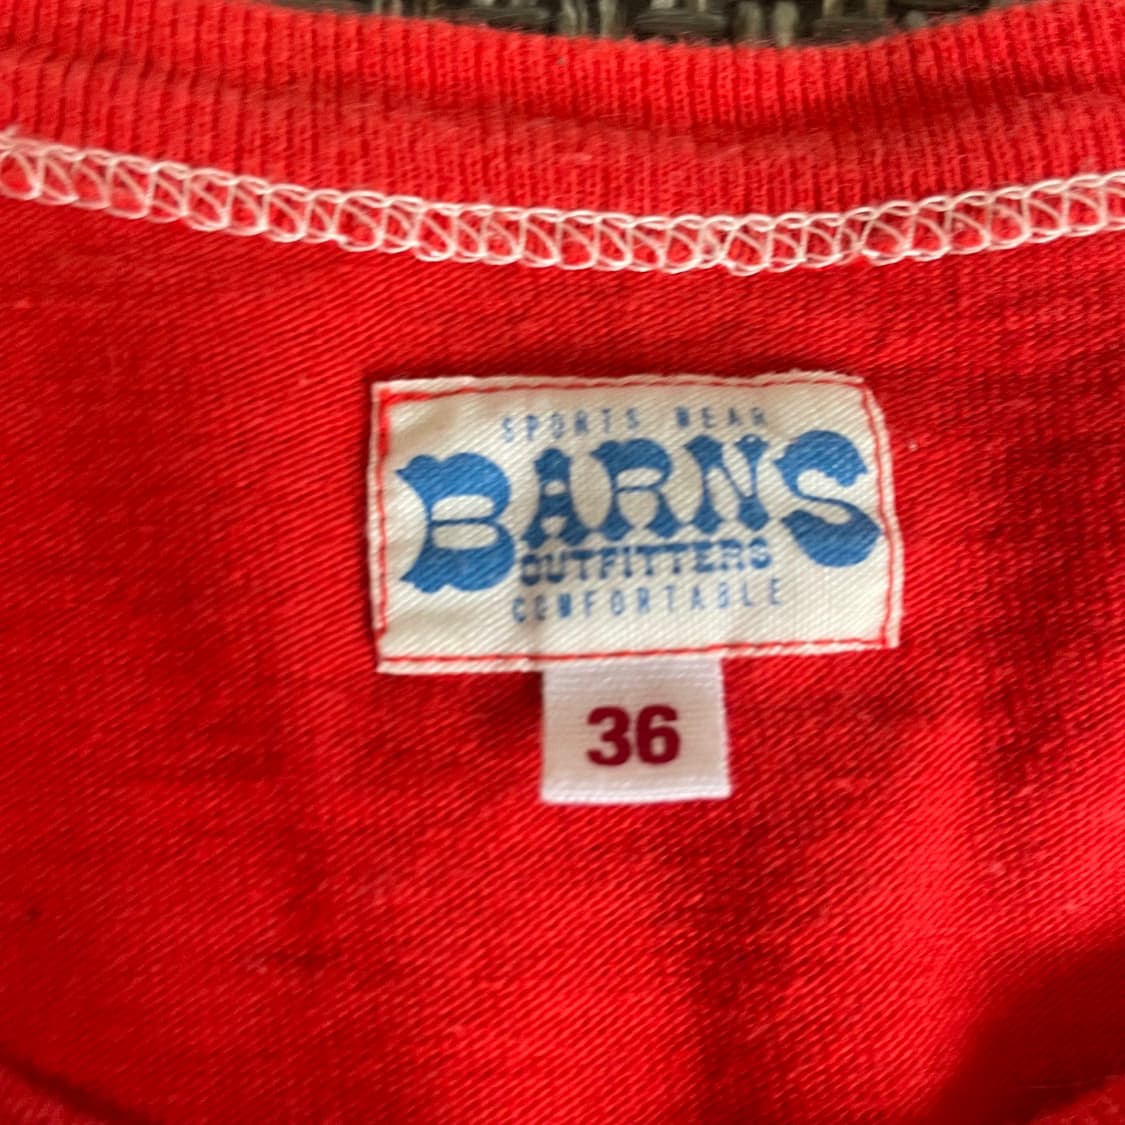 SPORTS WEAR
BARNS
OUTFITTERS
COMFORTABLE
36